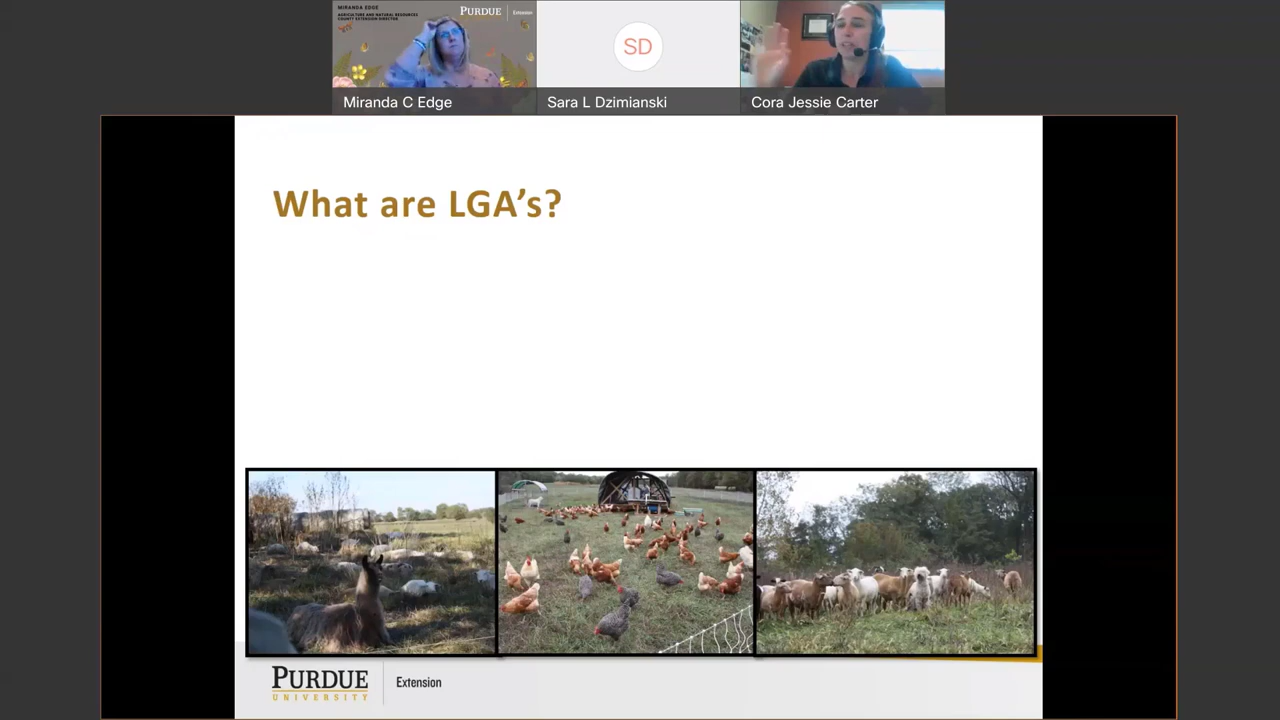 MIRANDA EDGE
AGRICULTURE AND NATURAL RESOURCES
COUNTY EXTENSION DIRECTOR
PURDUE
Extension
SD
Miranda C Edge
Sara L Dzimianski
Cora Jessie Carter
What are LGA's?
PURDUE
UNIVERSITY
Extension